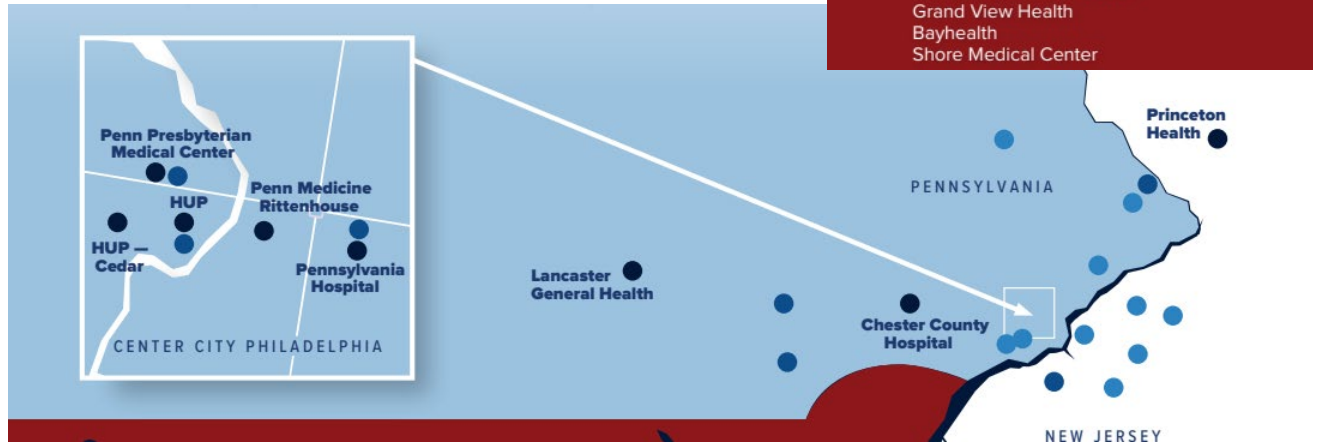 Grand View Health
Bayhealth
Shore Medical Center
Penn Presbyterian
Medical Center
HUP
Penn Medicine
Rittenhouse
HUP —
Cedar
Pennsylvania
Hospital
CENTER CITY PHILADELPHIA
Lancaster
General Health
Chester County
Hospital
PENNSYLVANIA
Princeton
Health
NEW JERSEY